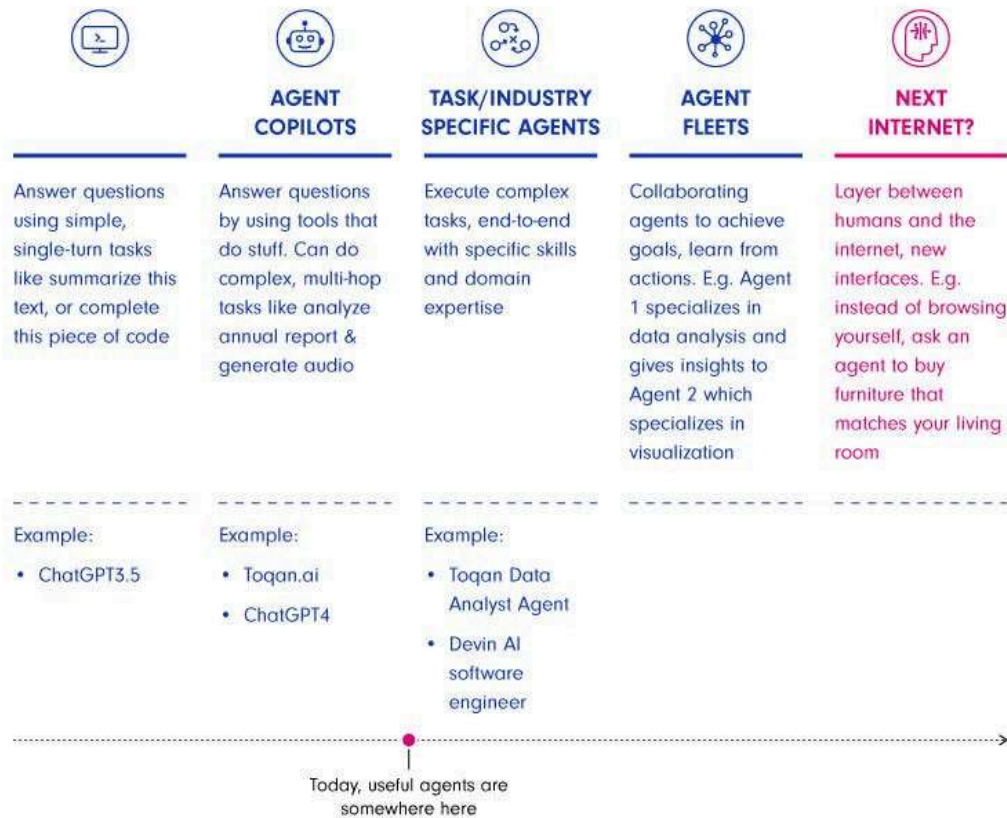 AGENT
COPILOTS
TASK/INDUSTRY
SPECIFIC AGENTS
AGENT
FLEETS
NEXT
INTERNET?
Answer questions
using simple,
single-turn tasks
like summarize this
text, or complete
this piece of code
Answer questions
by using tools that
do stuff. Can do
complex, multi-hop
tasks like analyze
annual report &
generate audio
Execute complex
tasks, end-to-end
with specific skills
and domain
expertise
Collaborating
agents to achieve
goals, learn from
actions. E.g. Agent
1 specializes in
data analysis and
gives insights to
Agent 2 which
specializes in
visualization
Layer between
humans and the
internet, new
interfaces. E.g.
instead of browsing
yourself, ask an
agent to buy
furniture that
matches your living
room
Example:
• ChatGPT3.5
Example:
• Toqan.ai
• ChatGPT4
Example:
• Toqan Data
Analyst Agent
• Devin AI
software
engineer
Today, useful agents are
somewhere here